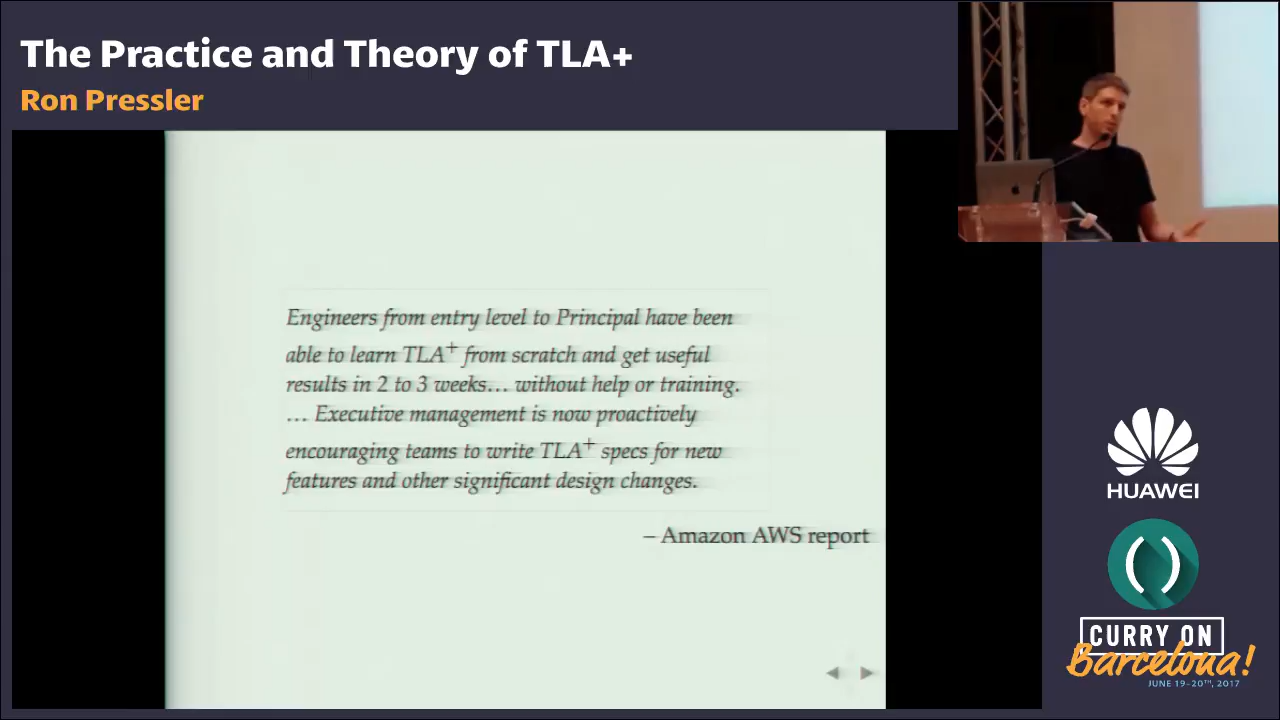 The Practice and Theory of TLA+
Ron Pressler
Engineers from entry level to Principal have been
able to learn TLA+ from scratch and get useful
results in 2 to 3 weeks… without help or training.
… Executive management is now proactively
encouraging teams to write TLA+ specs for new
features and other significant design changes.
– Amazon AWS report
HUAWEI
CURRY ON
Barcelona!
JUNE 19-20TH, 2017